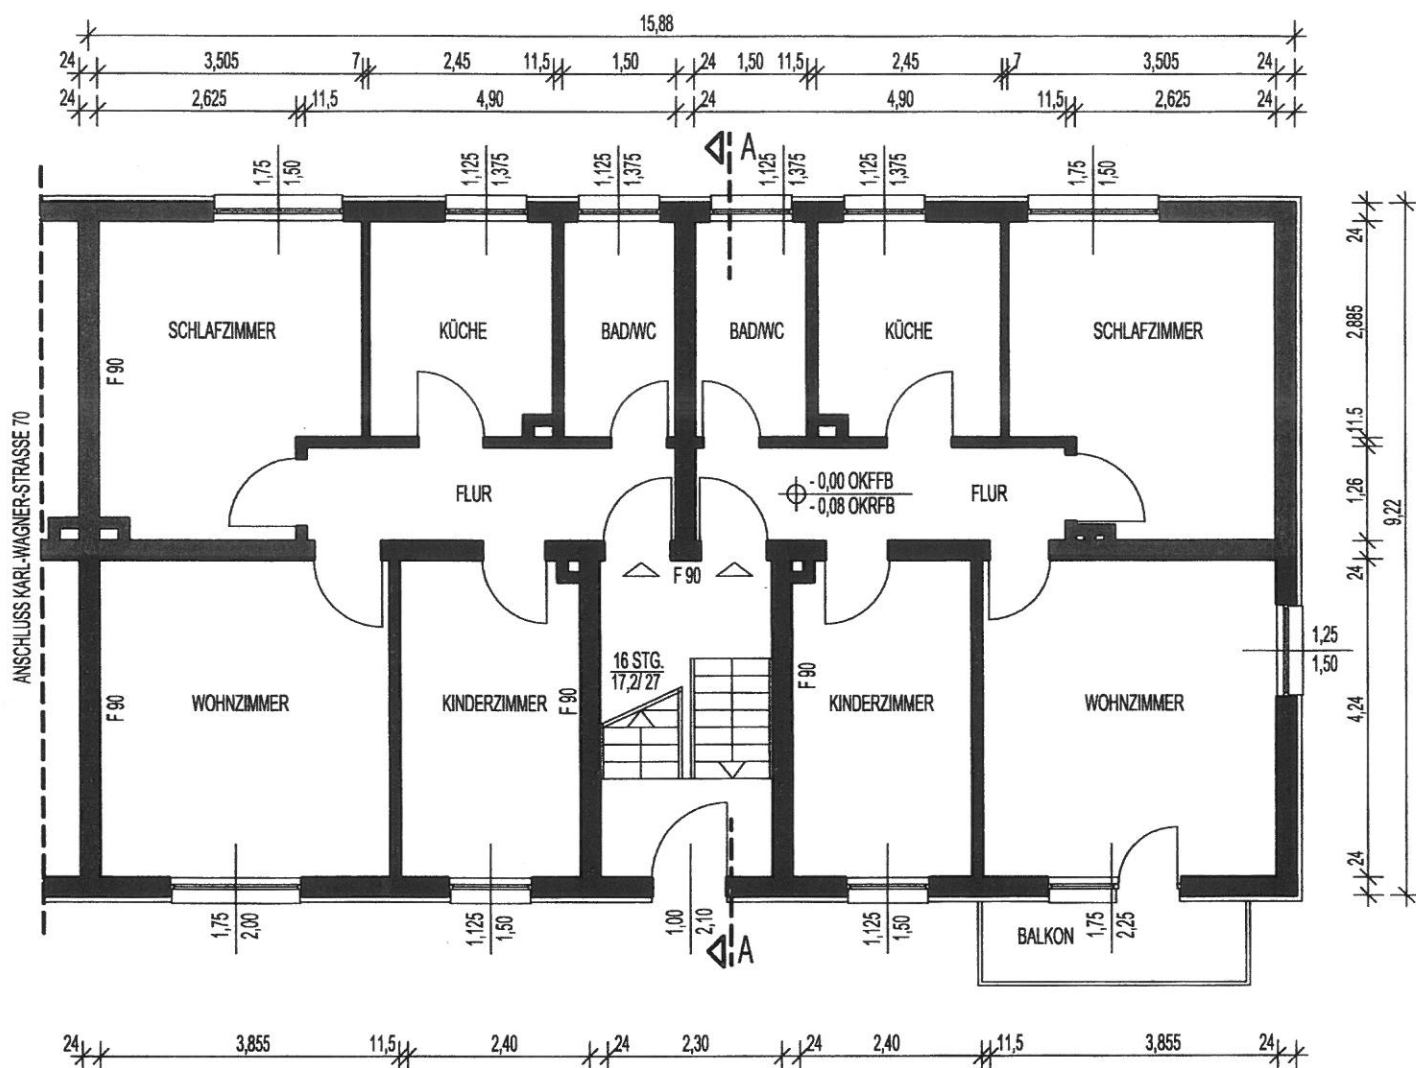 15,88
24 3,505 7 2,45 11,5 1,50 24 1,50 11,5 2,45 7 3,505 24
24 2,625 11,5 4,90 24 4,90 11,5 2,625 24
A
1,75 1,50
1,125 1,375
1,125 1,375
1,125 1,375
1,125 1,375
1,75 1,50
SCHLAFZIMMER KÜCHE BAD/WC BAD/WC KÜCHE SCHLAFZIMMER
F 90
24
2,885
11.5
1,26
24
4,24
24
9,22
ANSCHLUSS KARL-WAGNER-STRASSE 70
FLUR
- 0,00 OKFFB
- 0,08 OKRFB
FLUR
F 90
16 STG.
17,2/ 27
1,25
1,50
F 90
WOHNZIMMER KINDERZIMMER
F 90
F 90
KINDERZIMMER WOHNZIMMER
1,75 2,00
1,125 1,50
1,00 2,10
1,125 1,50
BALKON
1,75 2,25
A
24 3,855 11,5 2,40 24 2,30 24 2,40 11,5 3,855 24